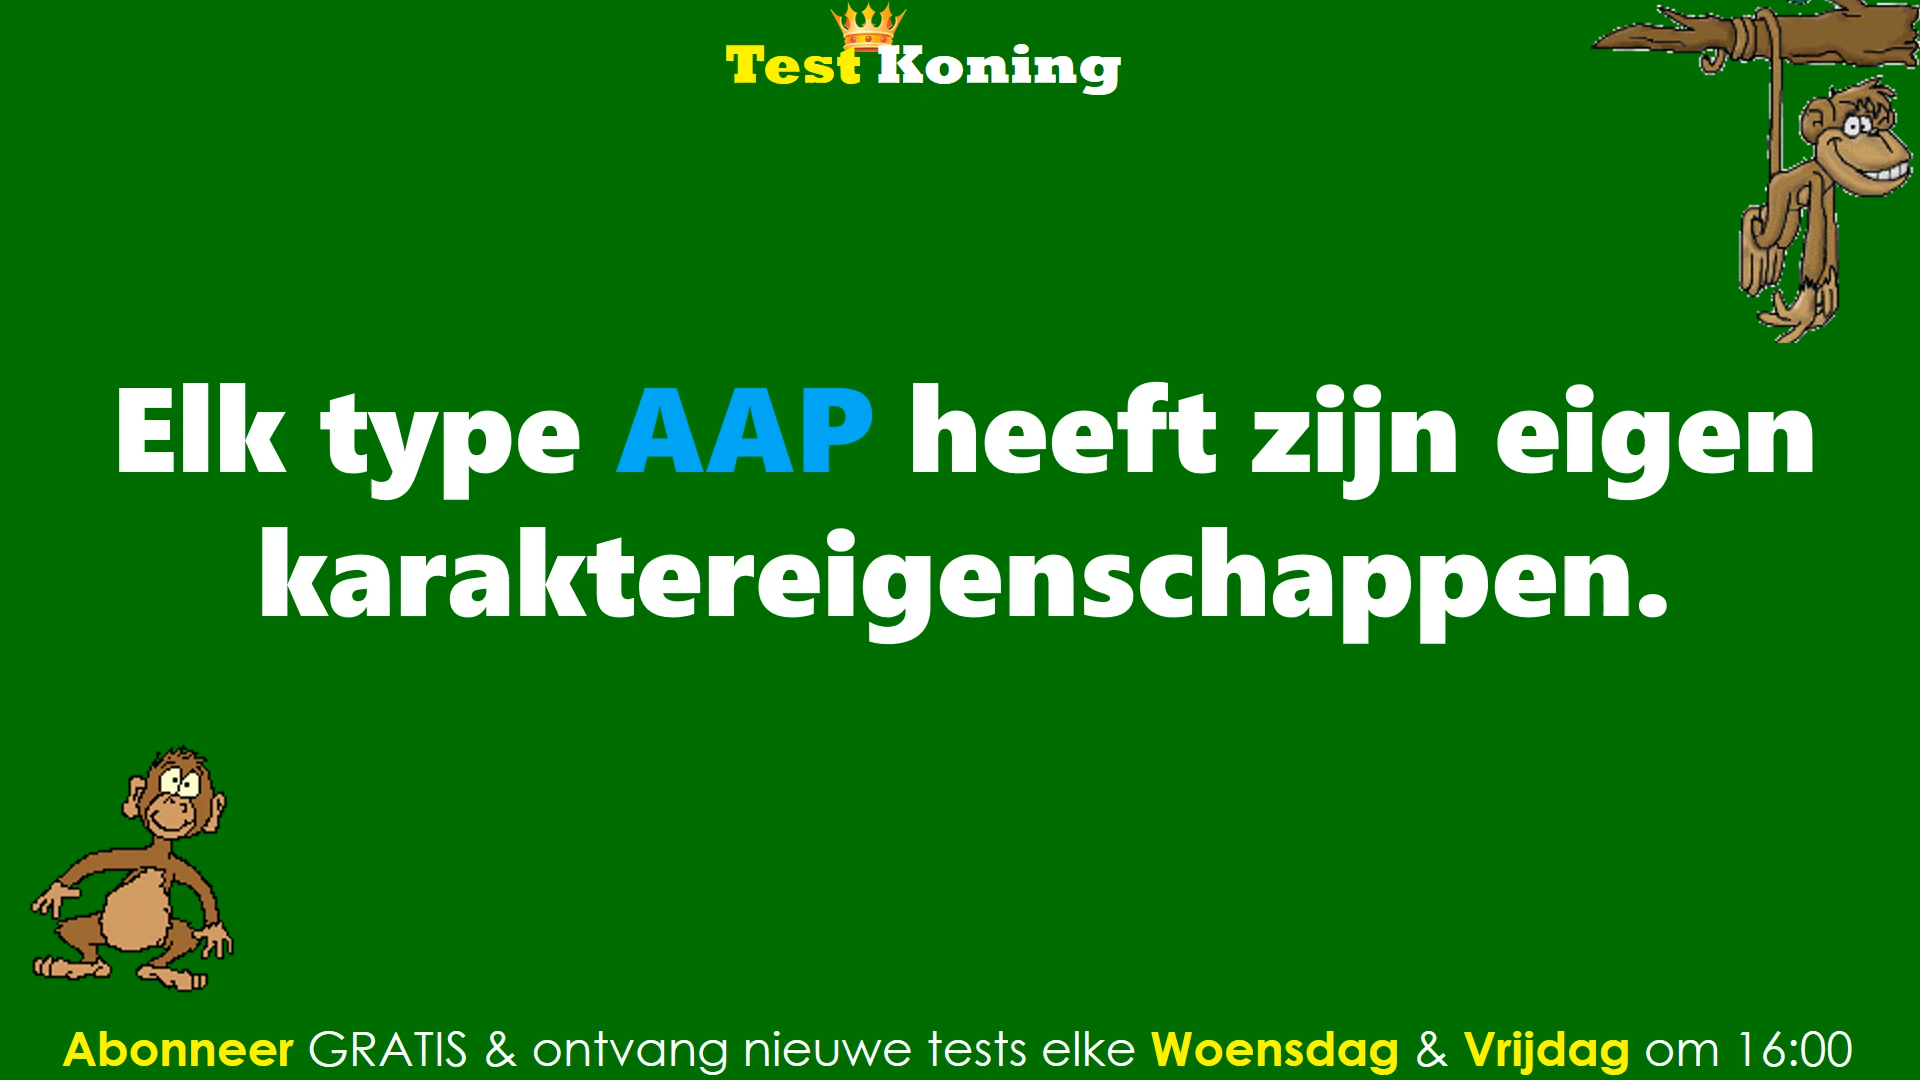 Test Koning
Elk type AAP heeft zijn eigen
karaktereigenschappen.
Abonneer GRATIS & ontvang nieuwe tests elke Woensdag & Vrijdag om 16:00